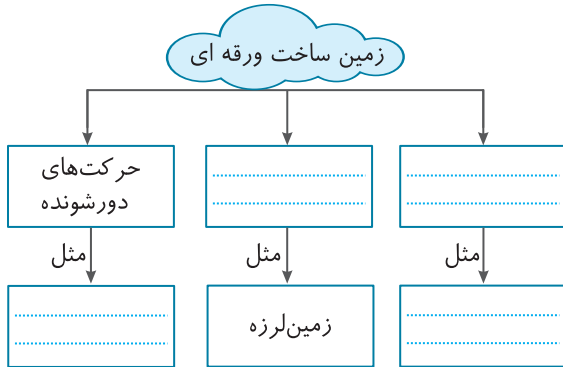 زمین ساخت ورقه ای
حرکت‌های
دورشونده
مثل
مثل
مثل
زمین‌لرزه